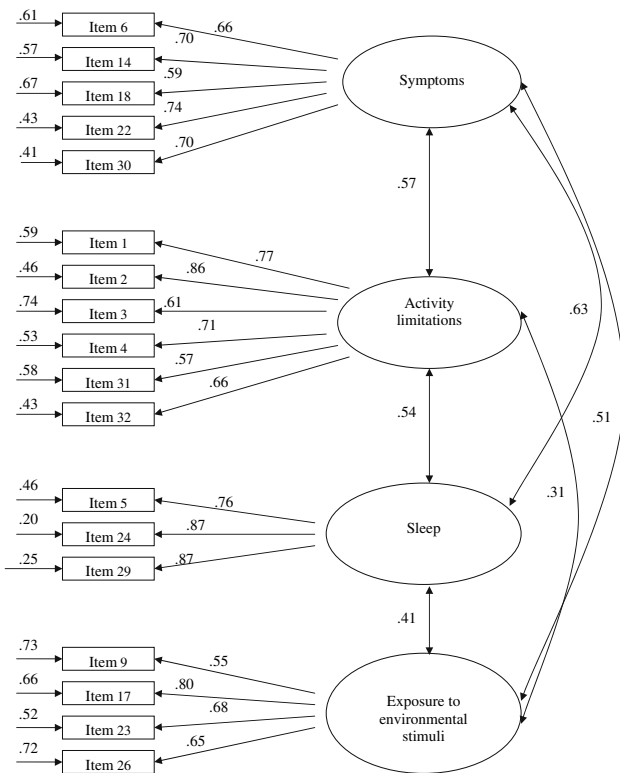 .61
Item 6
.66
.57
Item 14
.70
.67
Item 18
.59
.43
Item 22
.74
.41
Item 30
.70
Symptoms
.57
.59
Item 1
.77
.46
Item 2
.86
.74
Item 3
.61
.53
Item 4
.71
.58
Item 31
.57
.43
Item 32
.66
Activity
limitations
.63
.51
.54
.31
.46
Item 5
.76
.20
Item 24
.87
.25
Item 29
.87
Sleep
.41
.73
Item 9
.55
.66
Item 17
.80
.52
Item 23
.68
.72
Item 26
.65
Exposure to
environmental
stimuli